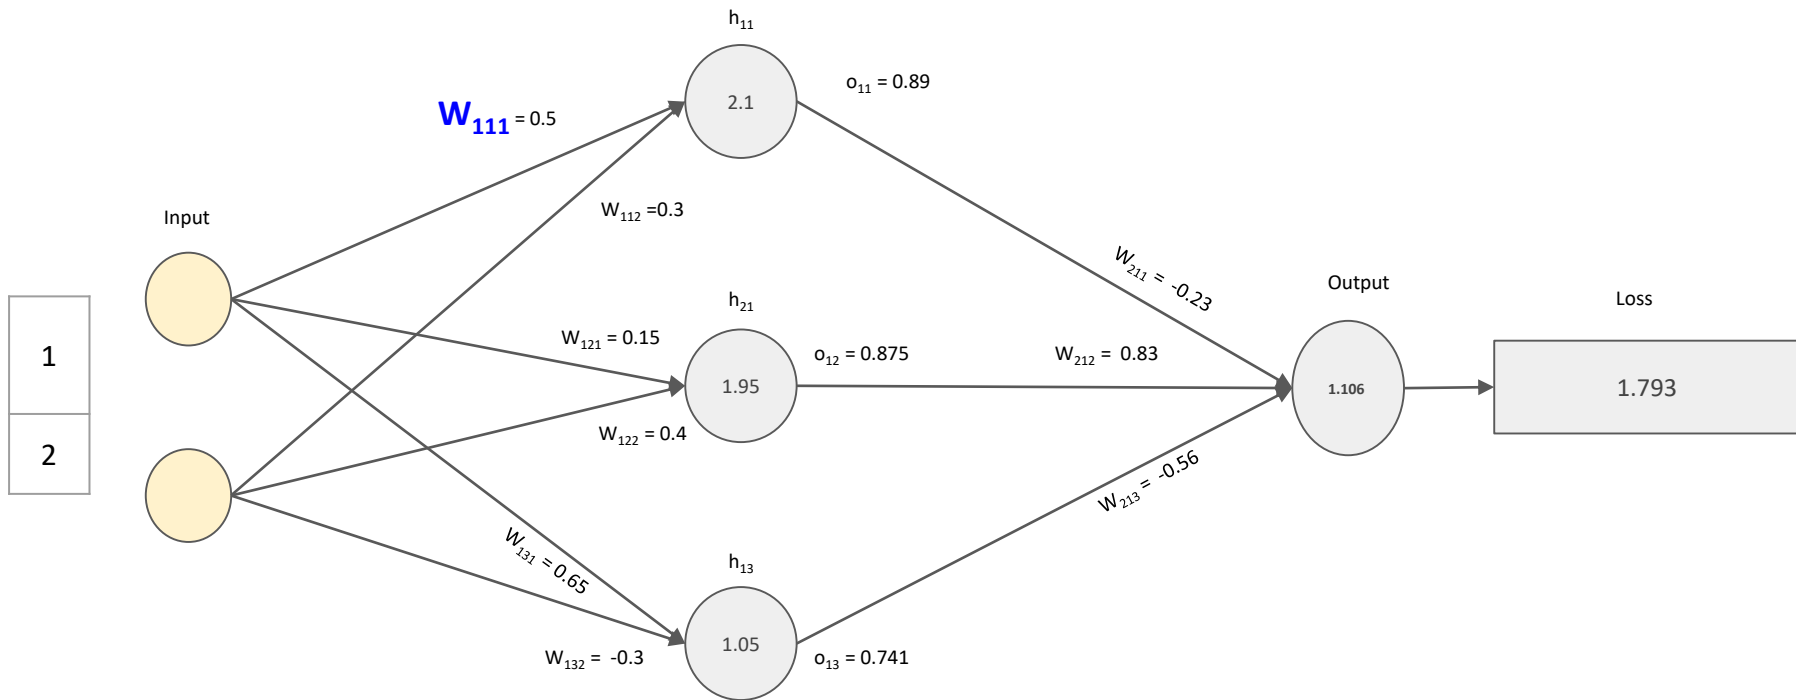 h₁₁
2.1
o₁₁ = 0.89
W₁₁₁ = 0.5
W₁₁₂ =0.3
Input
1
2
W₂₁₁ = -0.23
Output
Loss
h₂₁
W₁₂₁ = 0.15
1.95
o₁₂ = 0.875
W₂₁₂ = 0.83
1.106
1.793
W₁₂₂ = 0.4
W₂₁₃ = -0.56
W₁₃₁ = 0.65
h₁₃
1.05
W₁₃₂ = -0.3
o₁₃ = 0.741